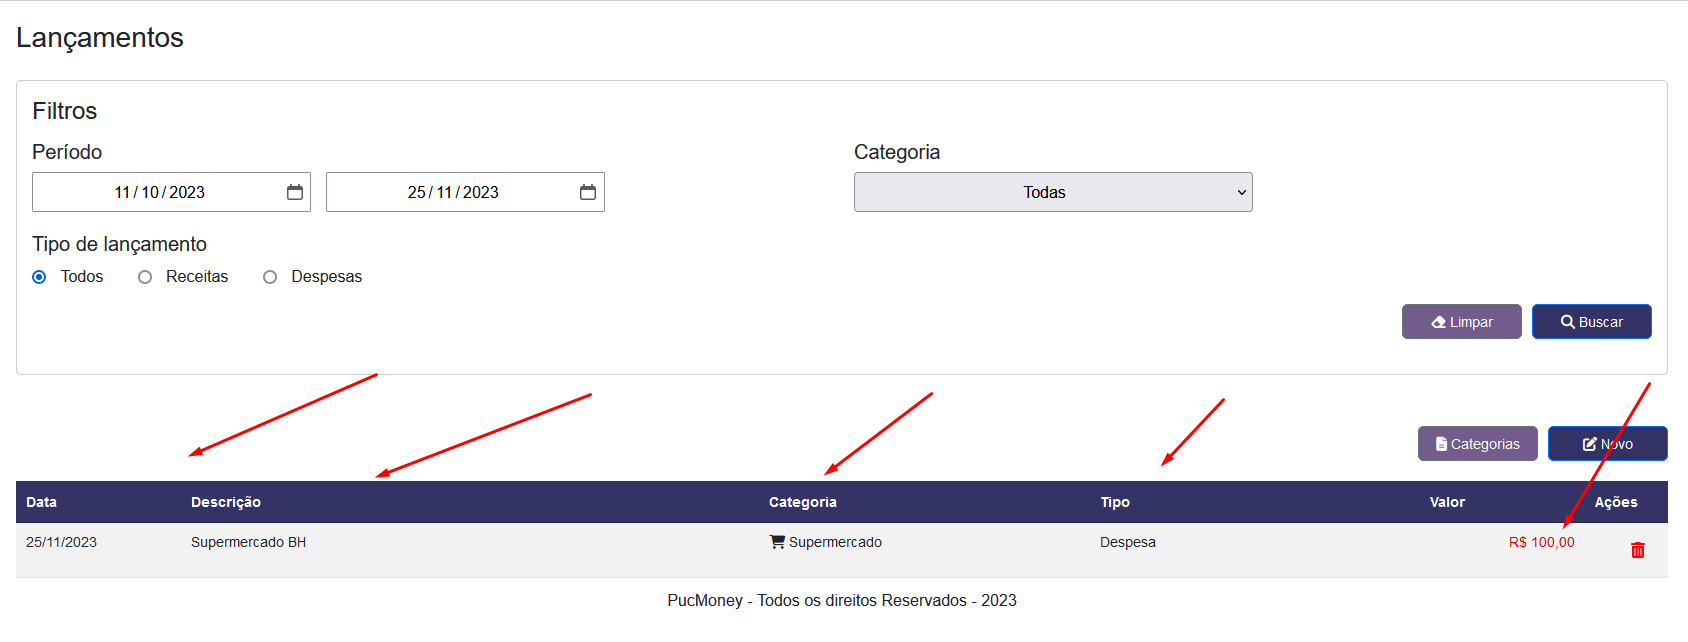 Lançamentos
Filtros
Período
Categoria
11/10/2023
25/11/2023
Todas
Tipo de lançamento
Todos
Receitas
Despesas
Limpar
Buscar
Categorias
Novo
Data Descrição Categoria Tipo Valor Ações
25/11/2023 Supermercado BH Supermercado Despesa R$ 100,00
PucMoney - Todos os direitos Reservados - 2023